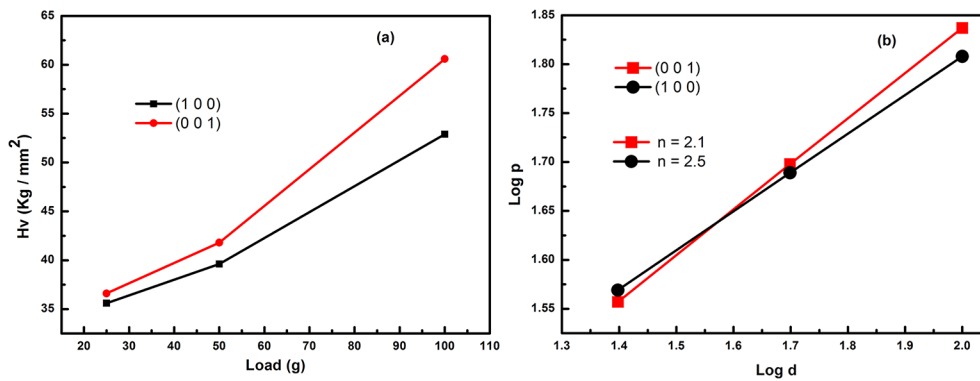 (a)
(1 0 0)
(0 0 1)
Hv (Kg / mm²)
65
60
55
50
45
40
35
20 30 40 50 60 70 80 90 100 110
Load (g)
(b)
(0 0 1)
(1 0 0)
n = 2.1
n = 2.5
Log p
1.85
1.80
1.75
1.70
1.65
1.60
1.55
1.3 1.4 1.5 1.6 1.7 1.8 1.9 2.0
Log d